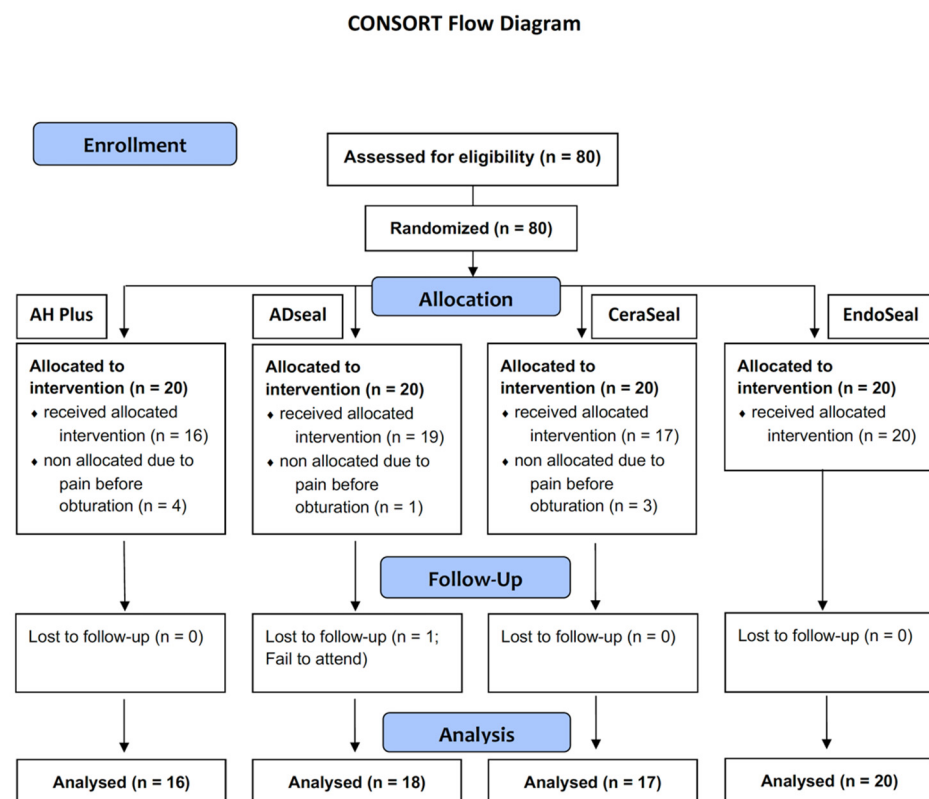 CONSORT Flow Diagram
Enrollment
Assessed for eligibility (n = 80)
Randomized (n = 80)
Allocation
AH Plus
Allocated to
intervention (n = 20)
♦ received allocated
intervention (n = 16)
♦ non allocated due to
pain before
obturation (n = 4)
ADseal
Allocated to
intervention (n = 20)
♦ received allocated
intervention (n = 19)
♦ non allocated due to
pain before
obturation (n = 1)
CeraSeal
Allocated to
intervention (n = 20)
♦ received allocated
intervention (n = 17)
♦ non allocated due to
pain before
obturation (n = 3)
EndoSeal
Allocated to
intervention (n = 20)
♦ received allocated
intervention (n = 20)
Follow-Up
Lost to follow-up (n = 0)
Lost to follow-up (n = 1;
Fail to attend)
Lost to follow-up (n = 0)
Lost to follow-up (n = 0)
Analysis
Analysed (n = 16)
Analysed (n = 18)
Analysed (n = 17)
Analysed (n = 20)